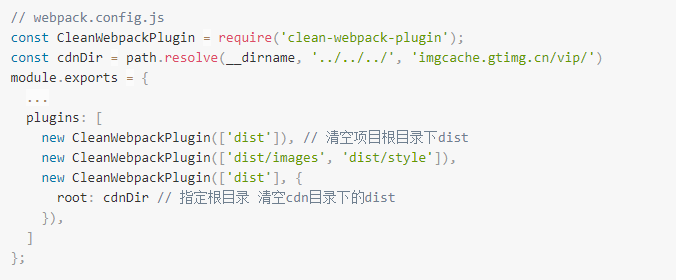 // webpack.config.js
const CleanWebpackPlugin = require('clean-webpack-plugin');
const cdnDir = path.resolve(__dirname, '../../../', 'imgcache.gtimg.cn/vip/')
module.exports = {
  ...
  plugins: [
    new CleanWebpackPlugin(['dist']), // 清空项目根目录下dist
    new CleanWebpackPlugin(['dist/images', 'dist/style']),
    new CleanWebpackPlugin(['dist'], {
      root: cdnDir // 指定根目录 清空cdn目录下的dist
    }),
  ]
};